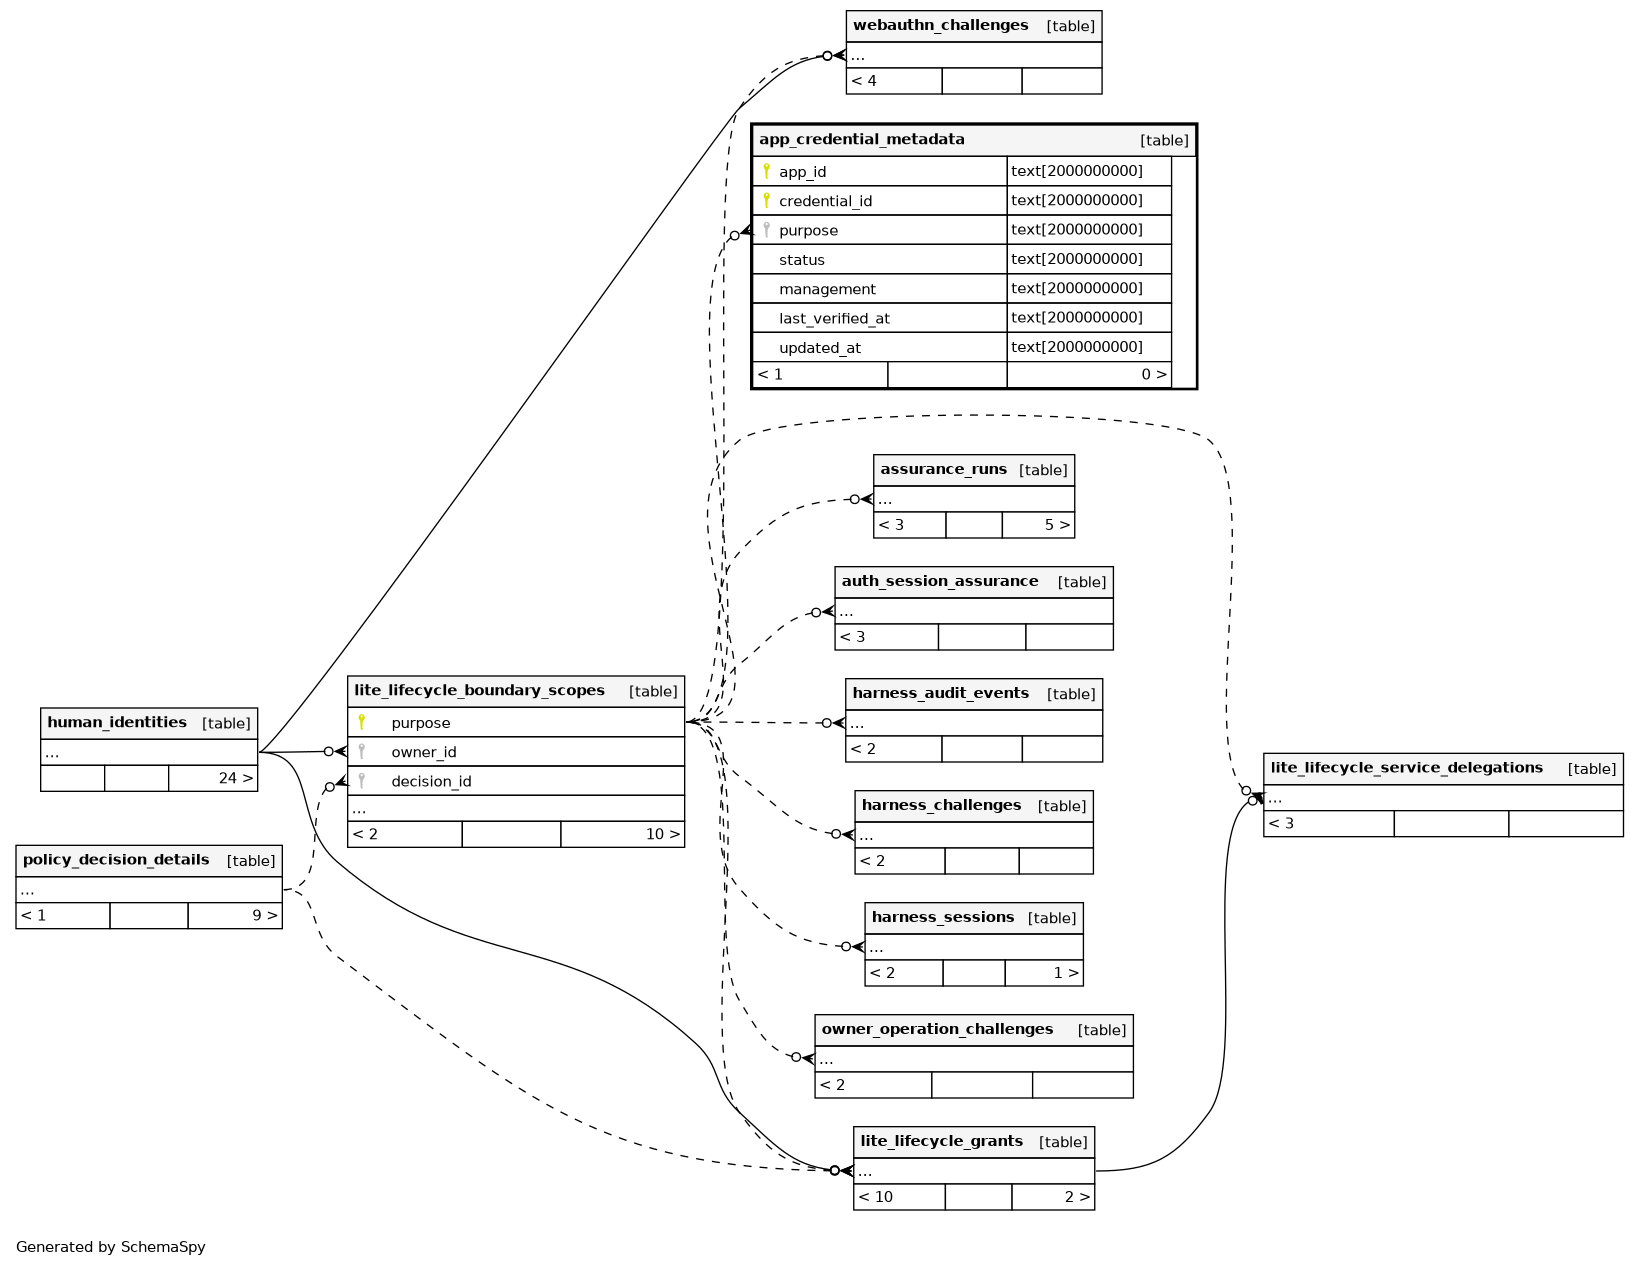 webauthn_challenges [table]
...
< 4
app_credential_metadata [table]
app_id text[2000000000]
credential_id text[2000000000]
purpose text[2000000000]
status text[2000000000]
management text[2000000000]
last_verified_at text[2000000000]
updated_at text[2000000000]
< 1 0 >
assurance_runs [table]
...
< 3 5 >
auth_session_assurance [table]
...
< 3
human_identities [table]
...
24 >
lite_lifecycle_boundary_scopes [table]
purpose
owner_id
decision_id
...
< 2 10 >
harness_audit_events [table]
...
< 2
lite_lifecycle_service_delegations [table]
...
< 3
harness_challenges [table]
...
< 2
policy_decision_details [table]
...
< 1 9 >
harness_sessions [table]
...
< 2 1 >
owner_operation_challenges [table]
...
< 2
lite_lifecycle_grants [table]
...
< 10 2 >
Generated by SchemaSpy